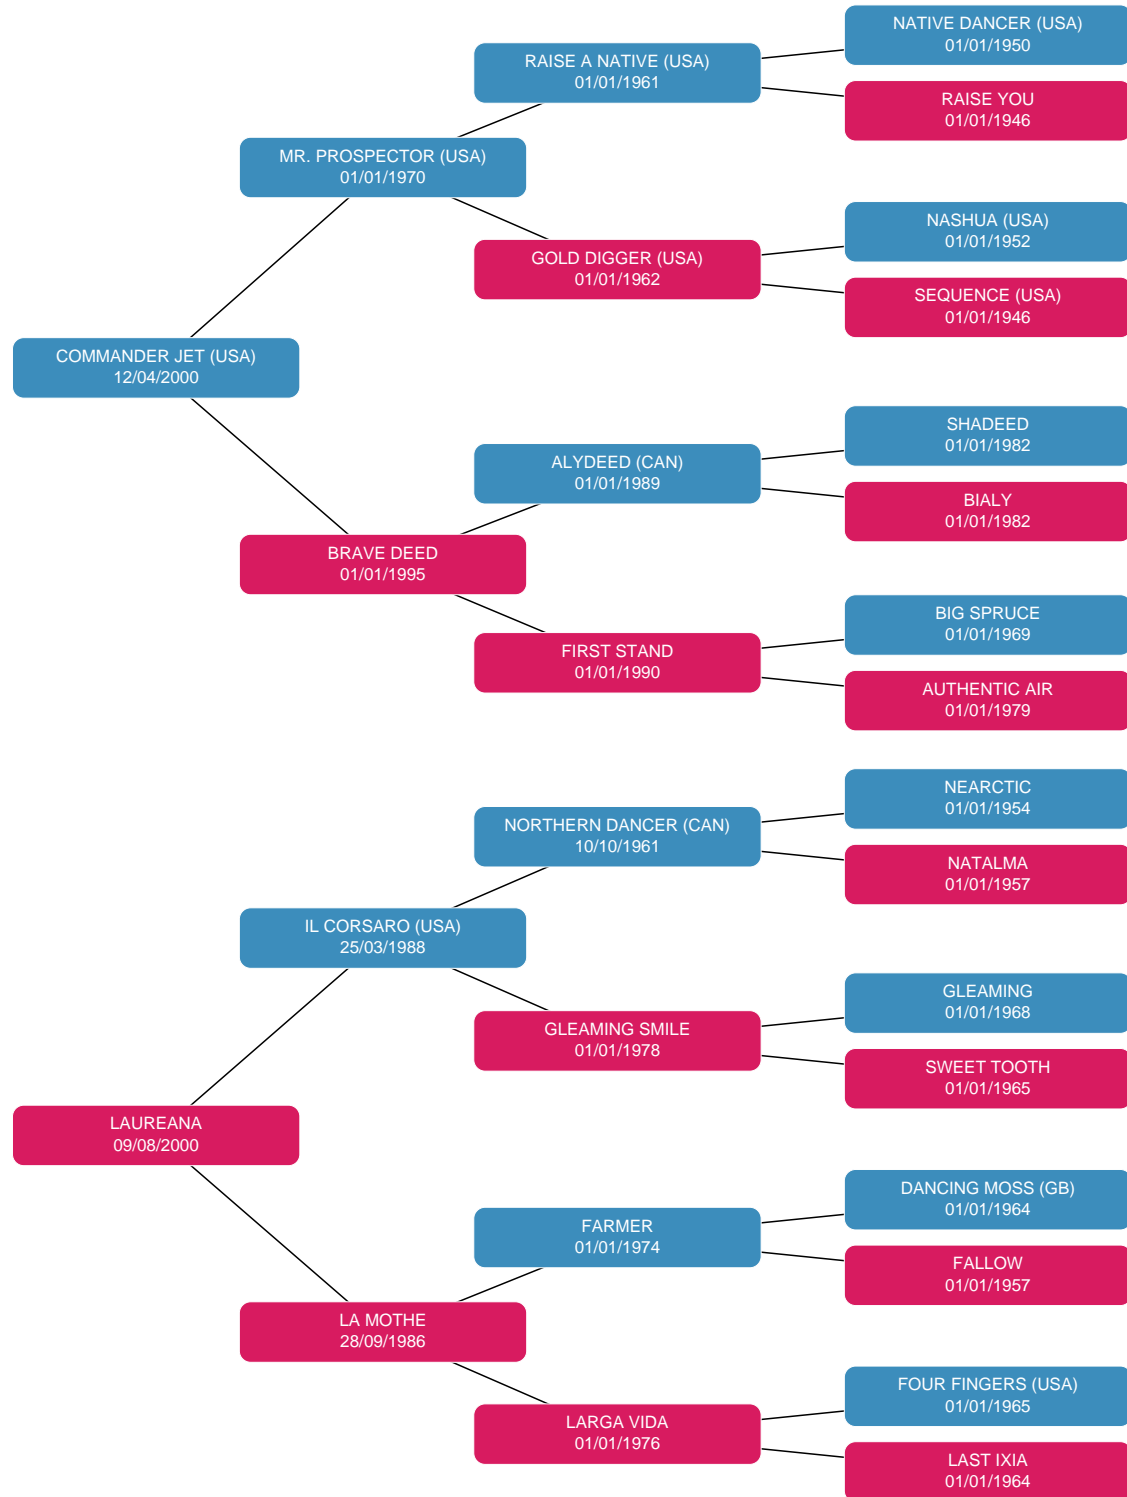 NATIVE DANCER (USA)
01/01/1950
RAISE A NATIVE (USA)
01/01/1961
RAISE YOU
01/01/1946
MR. PROSPECTOR (USA)
01/01/1970
NASHUA (USA)
01/01/1952
GOLD DIGGER (USA)
01/01/1962
SEQUENCE (USA)
01/01/1946
COMMANDER JET (USA)
12/04/2000
SHADEED
01/01/1982
ALYDEED (CAN)
01/01/1989
BIALY
01/01/1982
BRAVE DEED
01/01/1995
BIG SPRUCE
01/01/1969
FIRST STAND
01/01/1990
AUTHENTIC AIR
01/01/1979
NEARCTIC
01/01/1954
NORTHERN DANCER (CAN)
10/10/1961
NATALMA
01/01/1957
IL CORSARO (USA)
25/03/1988
GLEAMING
01/01/1968
GLEAMING SMILE
01/01/1978
SWEET TOOTH
01/01/1965
LAUREANA
09/08/2000
DANCING MOSS (GB)
01/01/1964
FARMER
01/01/1974
FALLOW
01/01/1957
LA MOTHE
28/09/1986
FOUR FINGERS (USA)
01/01/1965
LARGA VIDA
01/01/1976
LAST IXIA
01/01/1964